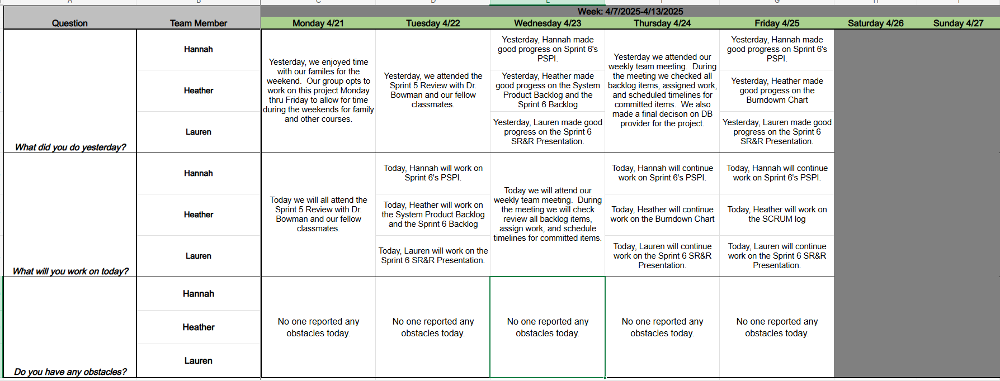 A B C D E F G H I
Week: 4/7/2025-4/13/2025
Question Team Member Monday 4/21 Tuesday 4/22 Wednesday 4/23 Thursday 4/24 Friday 4/25 Saturday 4/26 Sunday 4/27
What did you do yesterday?
Hannah
Heather
Lauren
Yesterday, we enjoyed time
with our familes for the
weekend.  Our group opts to
work on this project Monday
thru Friday to allow for time
during the weekends for family
and other courses.
Yesterday, we attended the
Sprint 5 Review with Dr.
Bowman and our fellow
classmates.
Yesterday, Hannah made
good progress on Sprint 6's
PSPI.
Yesterday, Heather made
good progess on the System
Product Backlog and the
Sprint 6 Backlog
Yesterday, Lauren made good
progress on the Sprint 6
SR&R Presentation.
Yesterday we attended our
weekly team meeting.  During
the meeting we checked all
backlog items, assigned work,
and scheduled timelines for
committed items.  We also
made a final decison on DB
provider for the project.
Yesterday, Hannah made
good progress on Sprint 6's
PSPI.
Yesterday, Heather made
good progess on the
Burndowm Chart
Yesterday, Lauren made good
progress on the Sprint 6
SR&R Presentation.
What will you work on today?
Hannah
Heather
Lauren
Today we will all attend the
Sprint 5 Review with Dr.
Bowman and our fellow
classmates.
Today, Hannah will work on
Sprint 6's PSPI.
Today, Heather will work on
the System Product Backlog
and the Sprint 6 Backlog
Today, Lauren will work on the
Sprint 6 SR&R Presentation.
Today we will attend our
weekly team meeting.  During
the meeting we will check
review all backlog items,
assign work, and schedule
timelines for committed items.
Today, Hannah will continue
work on Sprint 6's PSPI.
Today, Heather will continue
work on the Burndown Chart
Today, Lauren will continue
work on the Sprint 6 SR&R
Presentation.
Today, Hannah will continue
work on Sprint 6's PSPI.
Today, Heather will work on
the SCRUM log
Today, Lauren will continue
work on the Sprint 6 SR&R
Presentation.
Do you have any obstacles?
Hannah
Heather
Lauren
No one reported any
obstacles today.
No one reported any
obstacles today.
No one reported any
obstacles today.
No one reported any
obstacles today.
No one reported any
obstacles today.